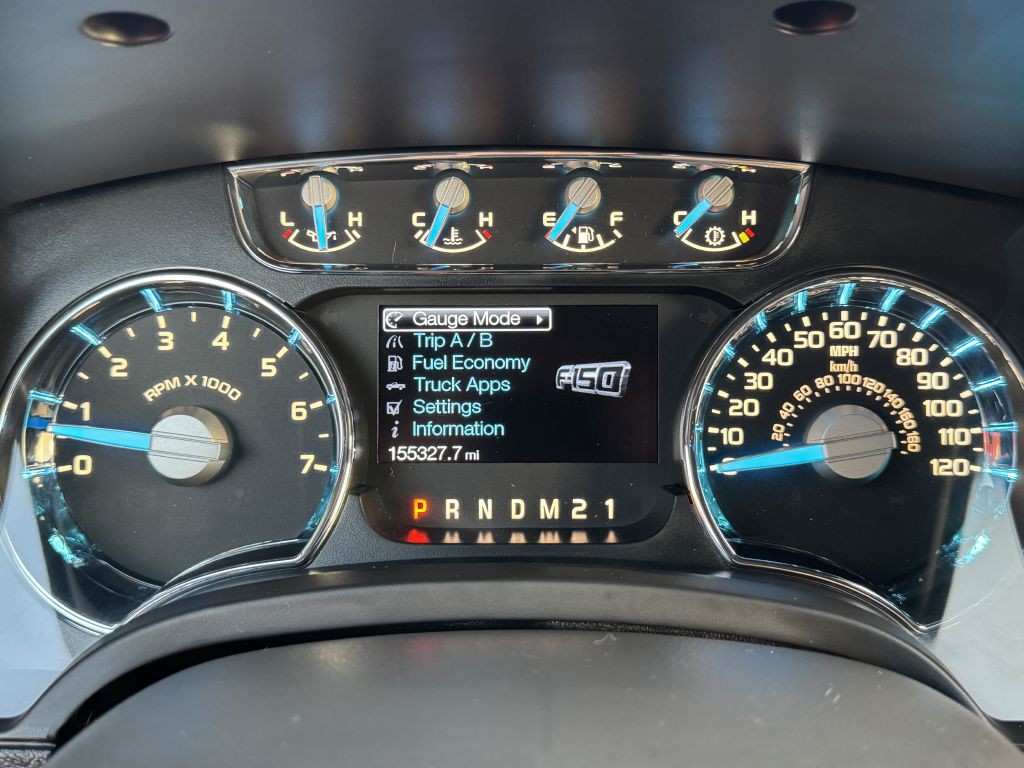 L H
C H
E F
C H
0 1 2 3 4 5 6 7
RPM X 1000
Gauge Mode
Trip A / B
Fuel Economy
Truck Apps
Settings
Information
155327.7 mi
F150
P R N D M 2 1
0 10 20 30 40 50 60 70 80 90 100 110 120
MPH
km/h
20 40 60 80 100 120 140 160 180